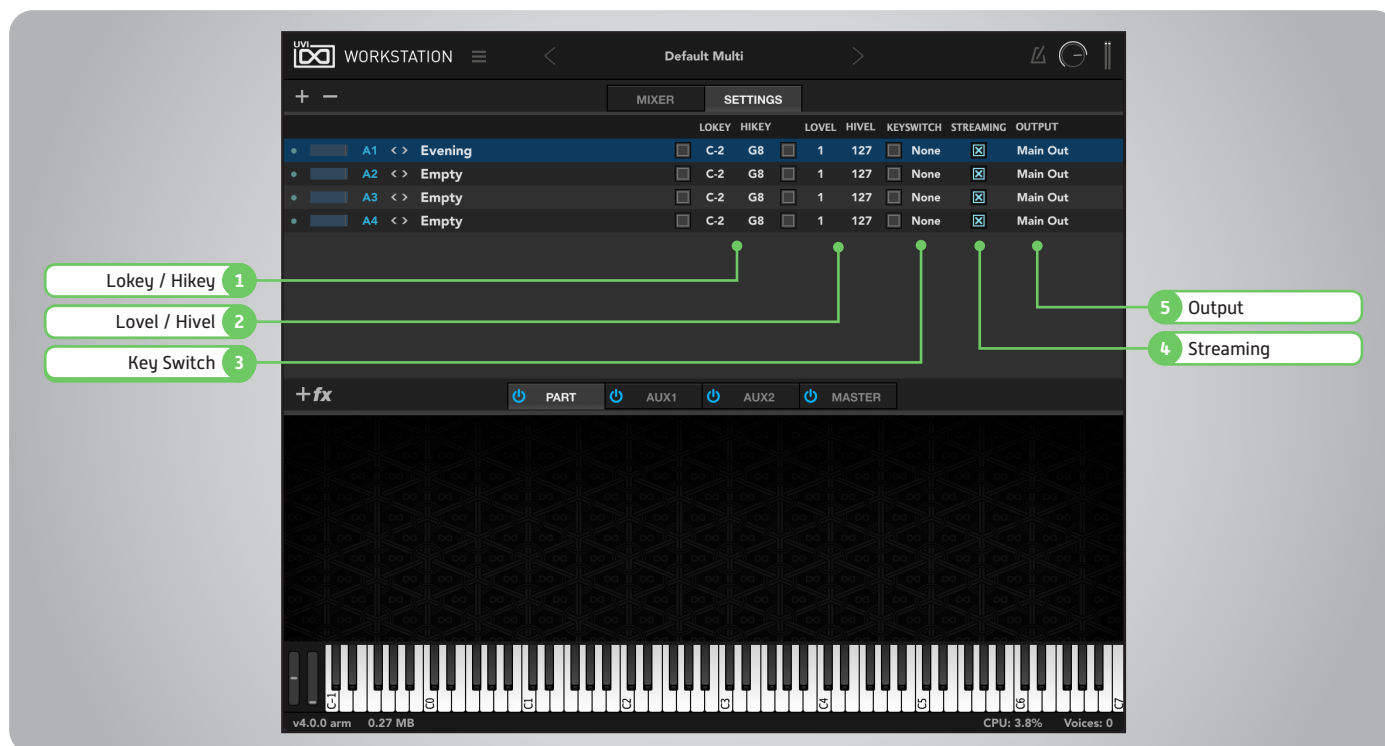 UVI
WORKSTATION
Default Multi
+ −
MIXER SETTINGS
LOKEY HIKEY LOVEL HIVEL KEYSWITCH STREAMING OUTPUT
A1 < > Evening C-2 G8 1 127 None Main Out
A2 < > Empty C-2 G8 1 127 None Main Out
A3 < > Empty C-2 G8 1 127 None Main Out
A4 < > Empty C-2 G8 1 127 None Main Out
Lokey / Hikey 1
Lovel / Hivel 2
Key Switch 3
5 Output
4 Streaming
+fx PART AUX1 AUX2 MASTER
C-1 C0 C1 C2 C3 C4 C5 C6 C7
v4.0.0 arm 0.27 MB CPU: 3.8% Voices: 0